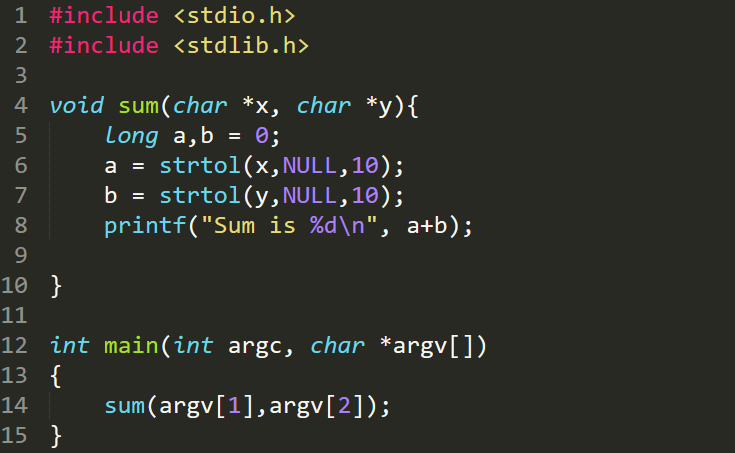 1 #include <stdio.h>
2 #include <stdlib.h>
3
4 void sum(char *x, char *y){
5     long a,b = 0;
6     a = strtol(x,NULL,10);
7     b = strtol(y,NULL,10);
8     printf("Sum is %d\n", a+b);
9
10 }
11
12 int main(int argc, char *argv[])
13 {
14     sum(argv[1],argv[2]);
15 }